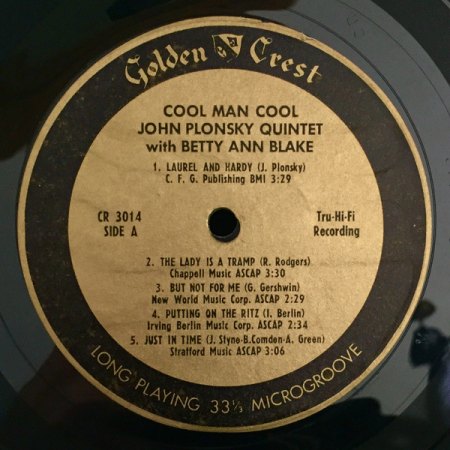 Golden Crest
COOL MAN COOL
JOHN PLONSKY QUINTET
with BETTY ANN BLAKE
1. LAUREL AND HARDY (J. Plonsky)
C. F. G. Publishing BMI 3:29
CR 3014
SIDE A
Tru-Hi-Fi
Recording
2. THE LADY IS A TRAMP (R. Rodgers)
Chappell Music ASCAP 3:30
3. BUT NOT FOR ME (G. Gershwin)
New World Music Corp. ASCAP 2:29
4. PUTTING ON THE RITZ (I. Berlin)
Irving Berlin Music Corp. ASCAP 2:34
5. JUST IN TIME (J. Styne-B.Comden-A. Green)
Stratford Music ASCAP 3:06
LONG PLAYING 33⅓ MICROGROOVE